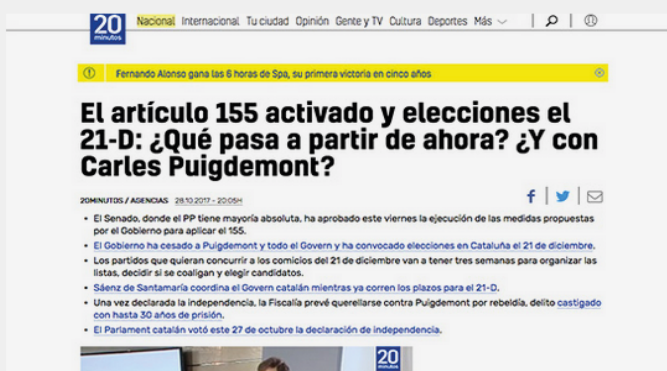 20
minutos
Nacional Internacional Tu ciudad Opinión Gente y TV Cultura Deportes Más
Fernando Alonso gana las 6 horas de Spa, su primera victoria en cinco años
El artículo 155 activado y elecciones el
21-D: ¿Qué pasa a partir de ahora? ¿Y con
Carles Puigdemont?
20MINUTOS / AGENCIAS 28.10.2017 - 20:05H
• El Senado, donde el PP tiene mayoría absoluta, ha aprobado este viernes la ejecución de las medidas propuestas
por el Gobierno para aplicar el 155.
• El Gobierno ha cesado a Puigdemont y todo el Govern y ha convocado elecciones en Cataluña el 21 de diciembre.
• Los partidos que quieran concurrir a los comicios del 21 de diciembre van a tener tres semanas para organizar las
listas, decidir si se coaligan y elegir candidatos.
• Sáenz de Santamaría coordina el Govern catalán mientras ya corren los plazos para el 21-D.
• Una vez declarada la independencia, la Fiscalía prevé querellarse contra Puigdemont por rebeldía, delito castigado
con hasta 30 años de prisión.
• El Parlament catalán votó este 27 de octubre la declaración de independencia.
20
minutos